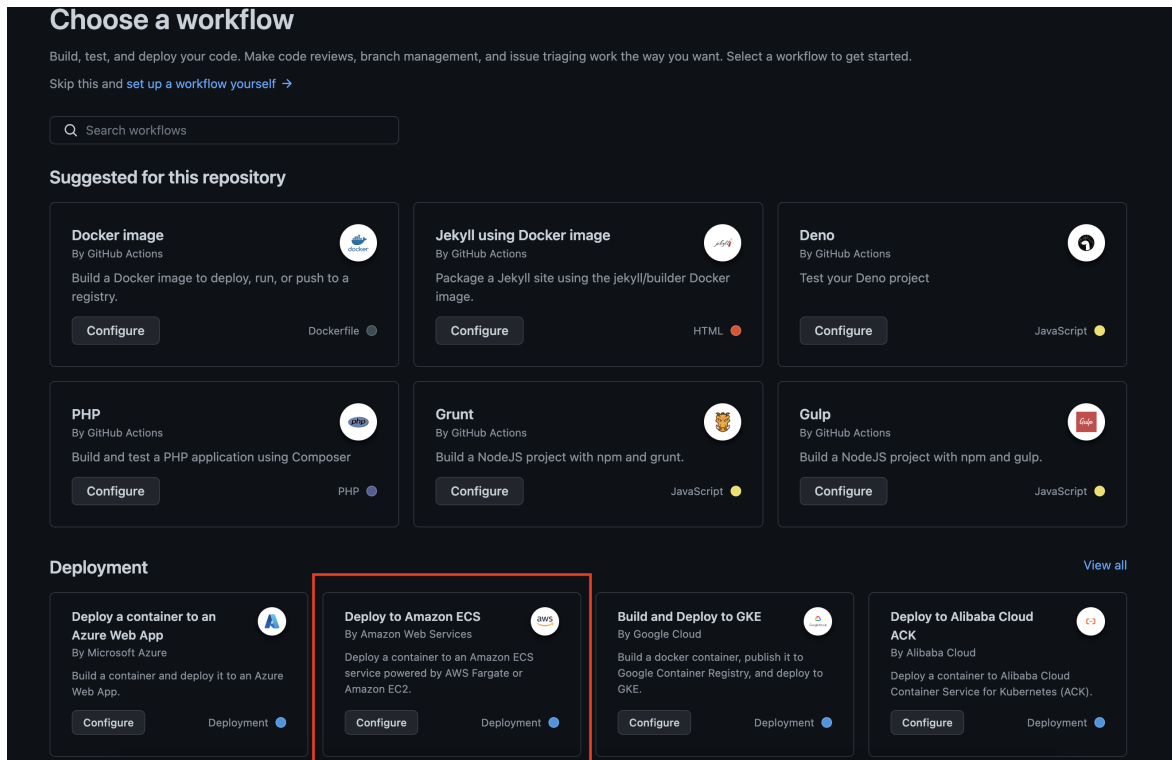 Choose a workflow
Build, test, and deploy your code. Make code reviews, branch management, and issue triaging work the way you want. Select a workflow to get started.
Skip this and set up a workflow yourself →
Search workflows
Suggested for this repository
Docker image
By GitHub Actions
docker
Build a Docker image to deploy, run, or push to a
registry.
Configure
Dockerfile
Jekyll using Docker image
By GitHub Actions
jekyll
Package a Jekyll site using the jekyll/builder Docker
image.
Configure
HTML
Deno
By GitHub Actions
Test your Deno project
Configure
JavaScript
PHP
By GitHub Actions
php
Build and test a PHP application using Composer
Configure
PHP
Grunt
By GitHub Actions
Build a NodeJS project with npm and grunt.
Configure
JavaScript
Gulp
By GitHub Actions
Gulp
Build a NodeJS project with npm and gulp.
Configure
JavaScript
Deployment
View all
Deploy a container to an
Azure Web App
By Microsoft Azure
Build a container and deploy it to an Azure
Web App.
Configure
Deployment
Deploy to Amazon ECS
By Amazon Web Services
aws
Deploy a container to an Amazon ECS
service powered by AWS Fargate or
Amazon EC2.
Configure
Deployment
Build and Deploy to GKE
By Google Cloud
Build a docker container, publish it to
Google Container Registry, and deploy to
GKE.
Configure
Deployment
Deploy to Alibaba Cloud
ACK
By Alibaba Cloud
Deploy a container to Alibaba Cloud
Container Service for Kubernetes (ACK).
Configure
Deployment